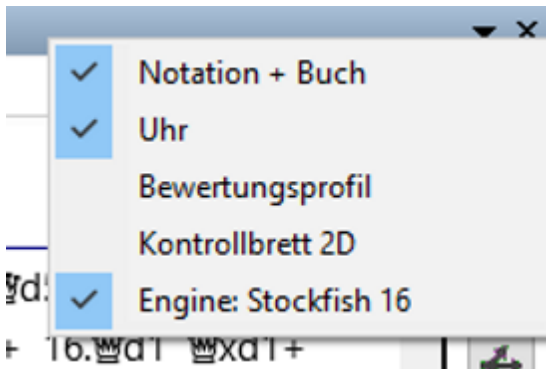 Notation + Buch
Uhr
Bewertungsprofil
Kontrollbrett 2D
Engine: Stockfish 16
16.♕d1 ♕xd1+